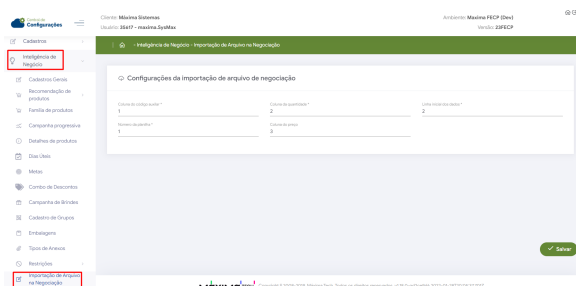 Central de
Configurações
Cliente: Máxima Sistemas
Usuário: 35617 - maxima.SysMax
Ambiente: Maxima FECP (Dev)
Versão: 23FECP
Cadastros
- Inteligência de Negócio - Importação de Arquivo na Negociação
Inteligência de
Negócio
Cadastros Gerais
Recomendação de
produtos
Família de produtos
Campanha progressiva
Detalhes de produtos
Dias Úteis
Metas
Combo de Descontos
Campanha de Brindes
Cadastro de Grupos
Embalagens
Tipos de Anexos
Restrições
Importação de Arquivo
na Negociação
Configurações da importação de arquivo de negociação
Coluna do código auxiliar *
1
Coluna da quantidade *
2
Linha inicial dos dados *
2
Número da planilha *
1
Coluna do preço
3
Salvar
MÁXIMA